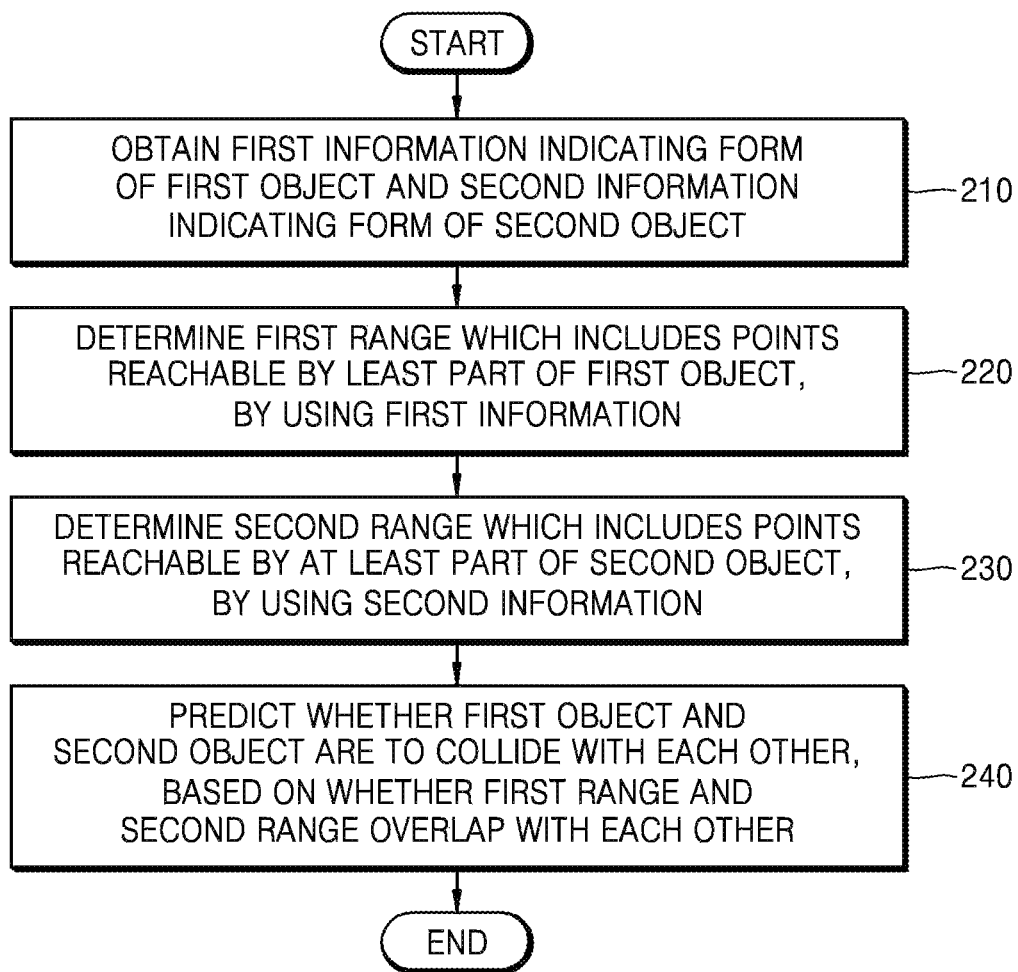 START
OBTAIN FIRST INFORMATION INDICATING FORM
OF FIRST OBJECT AND SECOND INFORMATION
INDICATING FORM OF SECOND OBJECT
210
DETERMINE FIRST RANGE WHICH INCLUDES POINTS
REACHABLE BY LEAST PART OF FIRST OBJECT,
BY USING FIRST INFORMATION
220
DETERMINE SECOND RANGE WHICH INCLUDES POINTS
REACHABLE BY AT LEAST PART OF SECOND OBJECT,
BY USING SECOND INFORMATION
230
PREDICT WHETHER FIRST OBJECT AND
SECOND OBJECT ARE TO COLLIDE WITH EACH OTHER,
BASED ON WHETHER FIRST RANGE AND
SECOND RANGE OVERLAP WITH EACH OTHER
240
END